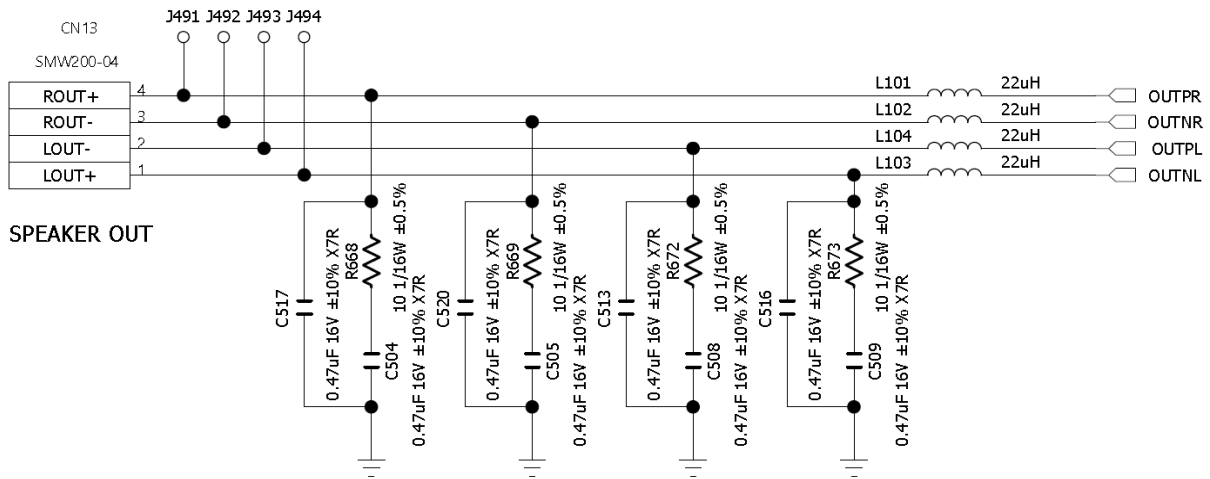 CN13
SMW200-04
J491 J492 J493 J494
ROUT+ 4
ROUT- 3
LOUT- 2
LOUT+ 1
SPEAKER OUT
L101 22uH OUTPR
L102 22uH OUTNR
L104 22uH OUTPL
L103 22uH OUTNL
C517
0.47uF 16V ±10% X7R
R668
10 1/16W ±0.5%
C504
0.47uF 16V ±10% X7R
C520
0.47uF 16V ±10% X7R
R669
10 1/16W ±0.5%
C505
0.47uF 16V ±10% X7R
C513
0.47uF 16V ±10% X7R
R672
10 1/16W ±0.5%
C508
0.47uF 16V ±10% X7R
C516
0.47uF 16V ±10% X7R
R673
10 1/16W ±0.5%
C509
0.47uF 16V ±10% X7R